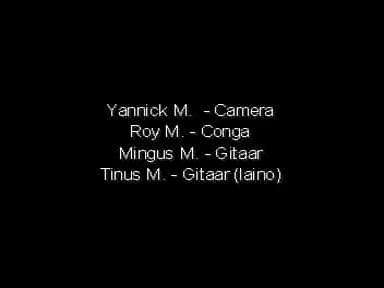 Yannick M.  - Camera
Roy M. - Conga
Mingus M. - Gitaar
Tinus M. - Gitaar (laino)